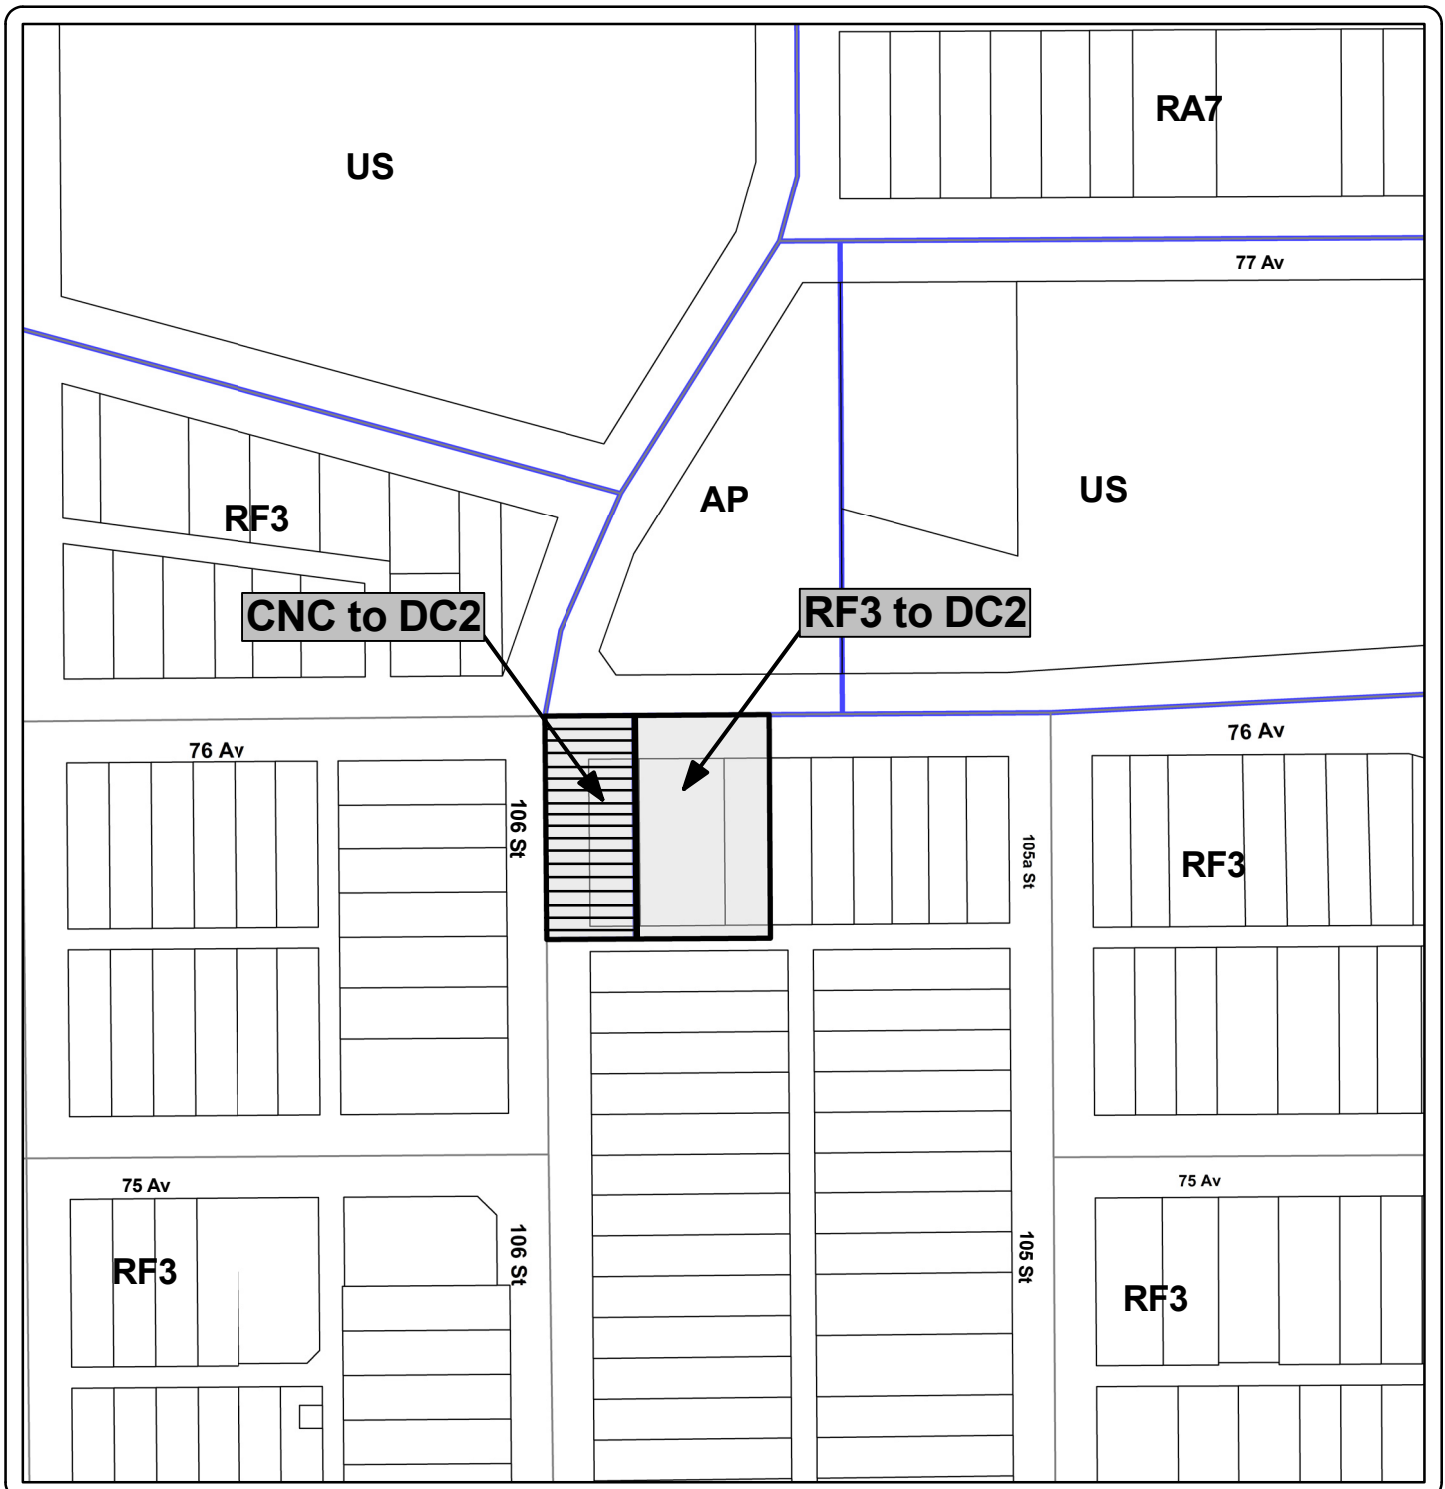 RA7
US
77 Av
AP
US
RF3
CNC to DC2
RF3 to DC2
76 Av
76 Av
106 St
105a St
RF3
75 Av
75 Av
RF3
106 St
105 St
RF3